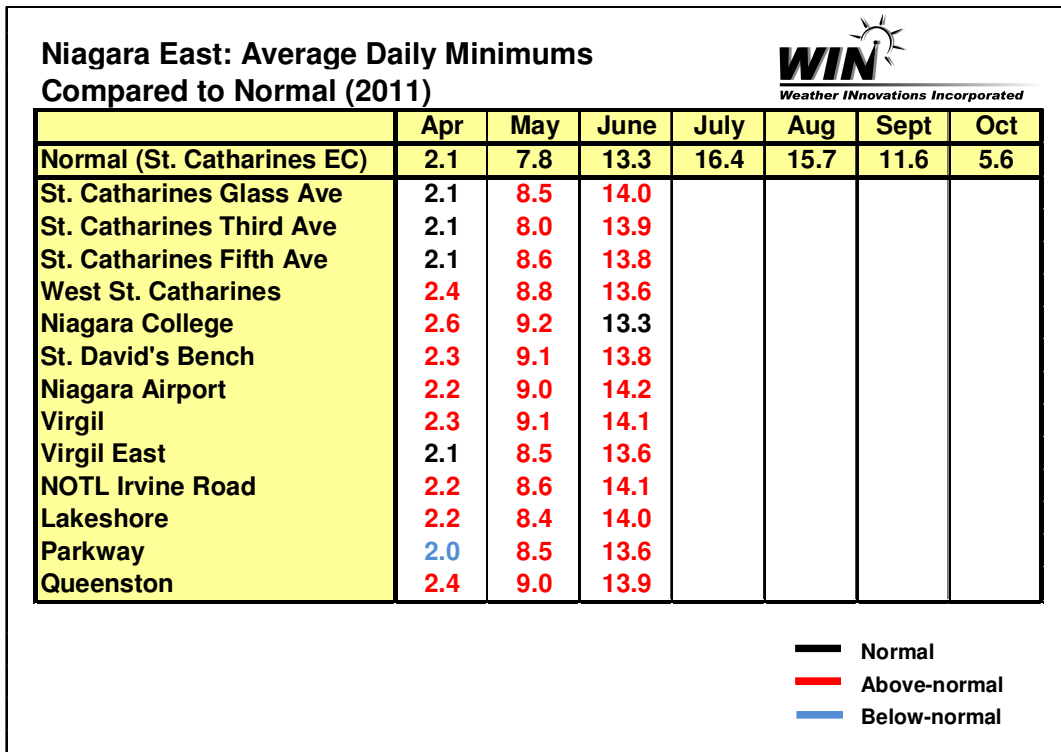 Niagara East: Average Daily Minimums
Compared to Normal (2011)
WIN
Weather INnovations Incorporated
Apr May June July Aug Sept Oct
Normal (St. Catharines EC) 2.1 7.8 13.3 16.4 15.7 11.6 5.6
St. Catharines Glass Ave 2.1 8.5 14.0
St. Catharines Third Ave 2.1 8.0 13.9
St. Catharines Fifth Ave 2.1 8.6 13.8
West St. Catharines 2.4 8.8 13.6
Niagara College 2.6 9.2 13.3
St. David's Bench 2.3 9.1 13.8
Niagara Airport 2.2 9.0 14.2
Virgil 2.3 9.1 14.1
Virgil East 2.1 8.5 13.6
NOTL Irvine Road 2.2 8.6 14.1
Lakeshore 2.2 8.4 14.0
Parkway 2.0 8.5 13.6
Queenston 2.4 9.0 13.9
Normal
Above-normal
Below-normal